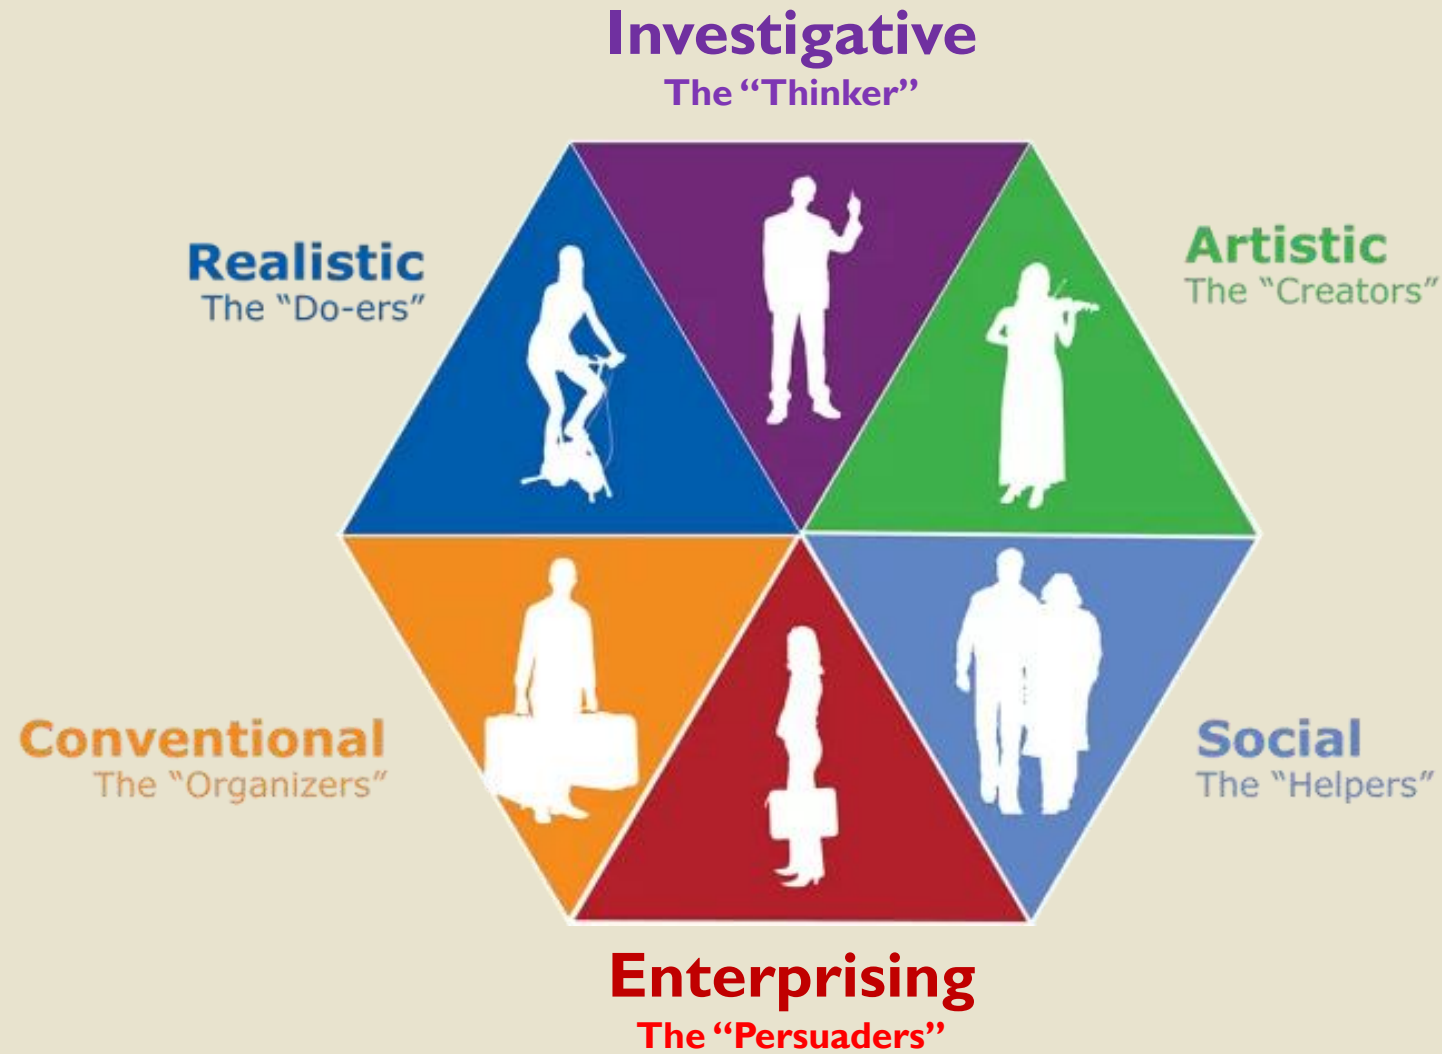 Investigative
The “Thinker”
Realistic
The “Do-ers”
Artistic
The “Creators”
Conventional
The “Organizers”
Social
The “Helpers”
Enterprising
The “Persuaders”